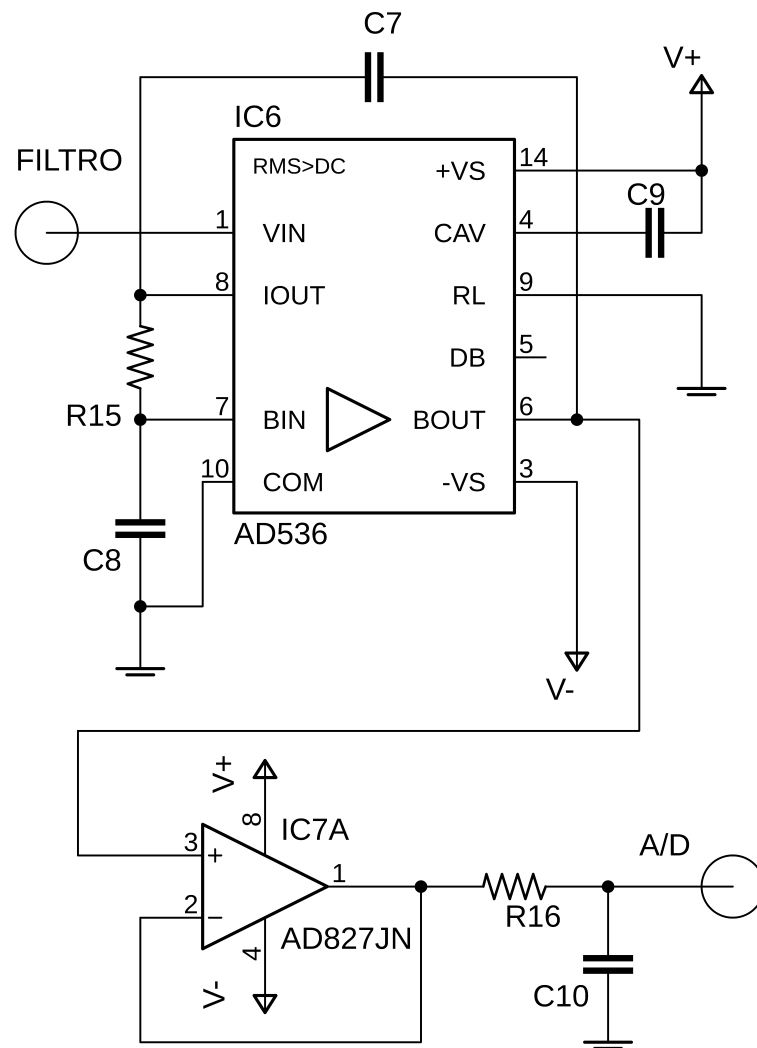 C7
V+
IC6
FILTRO
RMS>DC
+VS
14
C9
1
VIN
CAV
4
8
IOUT
RL
9
DB
5
R15
7
BIN
BOUT
6
10
COM
-VS
3
C8
AD536
V-
V+
8
IC7A
3
+
1
A/D
2
−
R16
4
AD827JN
V-
C10